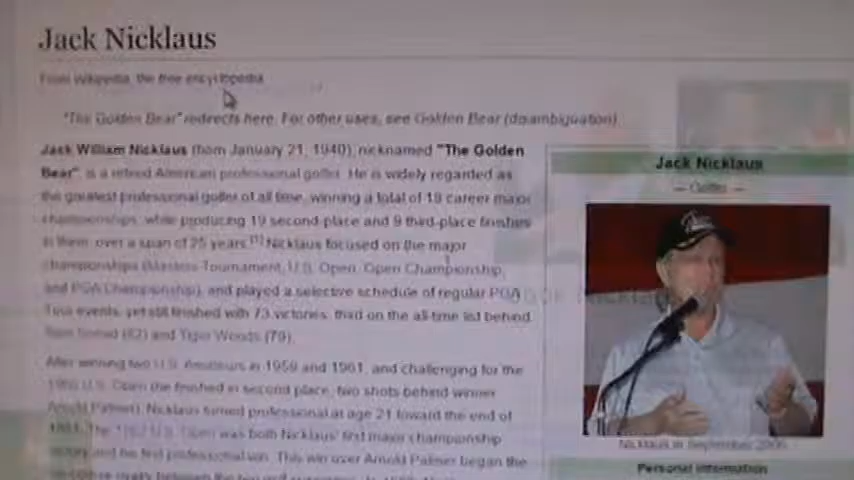 Jack Nicklaus
From Wikipedia, the free encyclopedia
"The Golden Bear" redirects here. For other uses, see Golden Bear (disambiguation).
Jack William Nicklaus (born January 21, 1940), nicknamed "The Golden
Bear", is a retired American professional golfer. He is widely regarded as
the greatest professional golfer of all time, winning a total of 18 career major
championships, while producing 19 second-place and 9 third-place finishes
in them, over a span of 25 years.[1] Nicklaus focused on the major
championships (Masters Tournament, U.S. Open, Open Championship,
and PGA Championship), and played a selective schedule of regular PGA
Tour events, yet still finished with 73 victories, third on the all-time list behind
Sam Snead (82) and Tiger Woods (79).
After winning two U.S. Amateurs in 1959 and 1961, and challenging for the
1960 U.S. Open (he finished in second place, two shots behind winner
Arnold Palmer), Nicklaus turned professional at age 21 toward the end of
1961. The 1962 U.S. Open was both Nicklaus' first major championship
victory and his first professional win. This win over Arnold Palmer began the
Jack Nicklaus
— Golfer —
Nicklaus in September 2006
Personal information